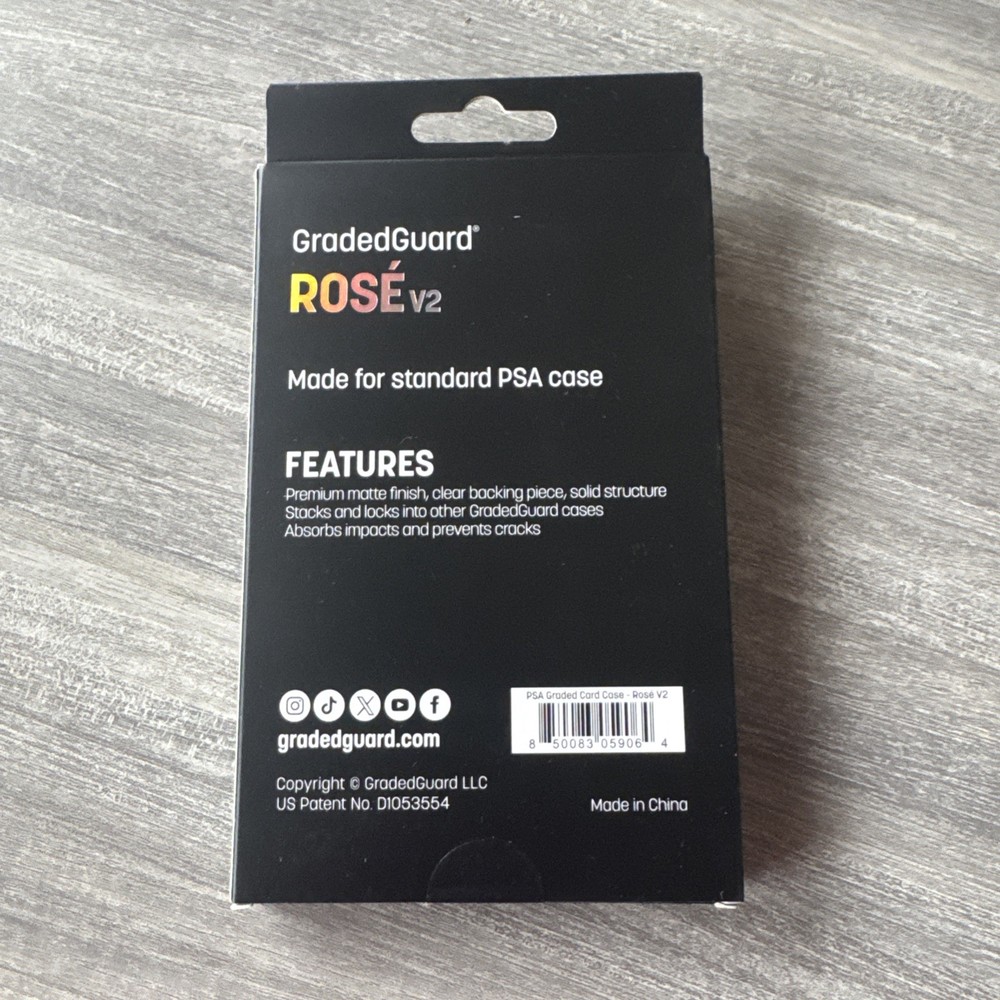 GradedGuard®
ROSÉ V2
Made for standard PSA case
FEATURES
Premium matte finish, clear backing piece, solid structure
Stacks and locks into other GradedGuard cases
Absorbs impacts and prevents cracks
gradedguard.com
PSA Graded Card Case - Rosé V2
8 50083 05906 4
Copyright © GradedGuard LLC
US Patent No. D1053554
Made in China